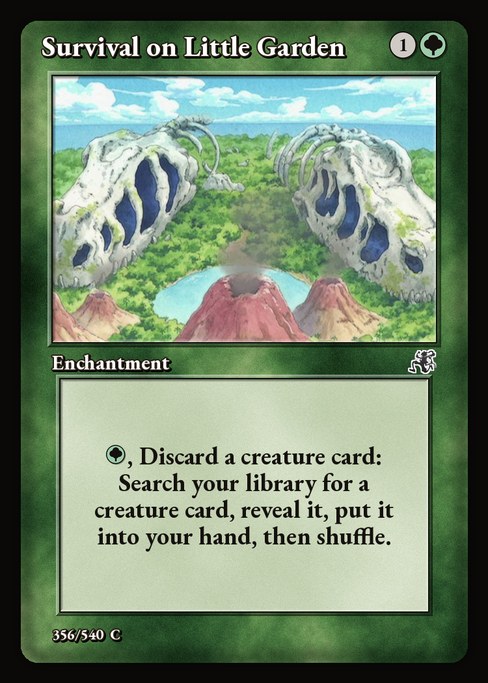 Survival on Little Garden 1
Enchantment
, Discard a creature card:
Search your library for a
creature card, reveal it, put it
into your hand, then shuffle.
356/540 C